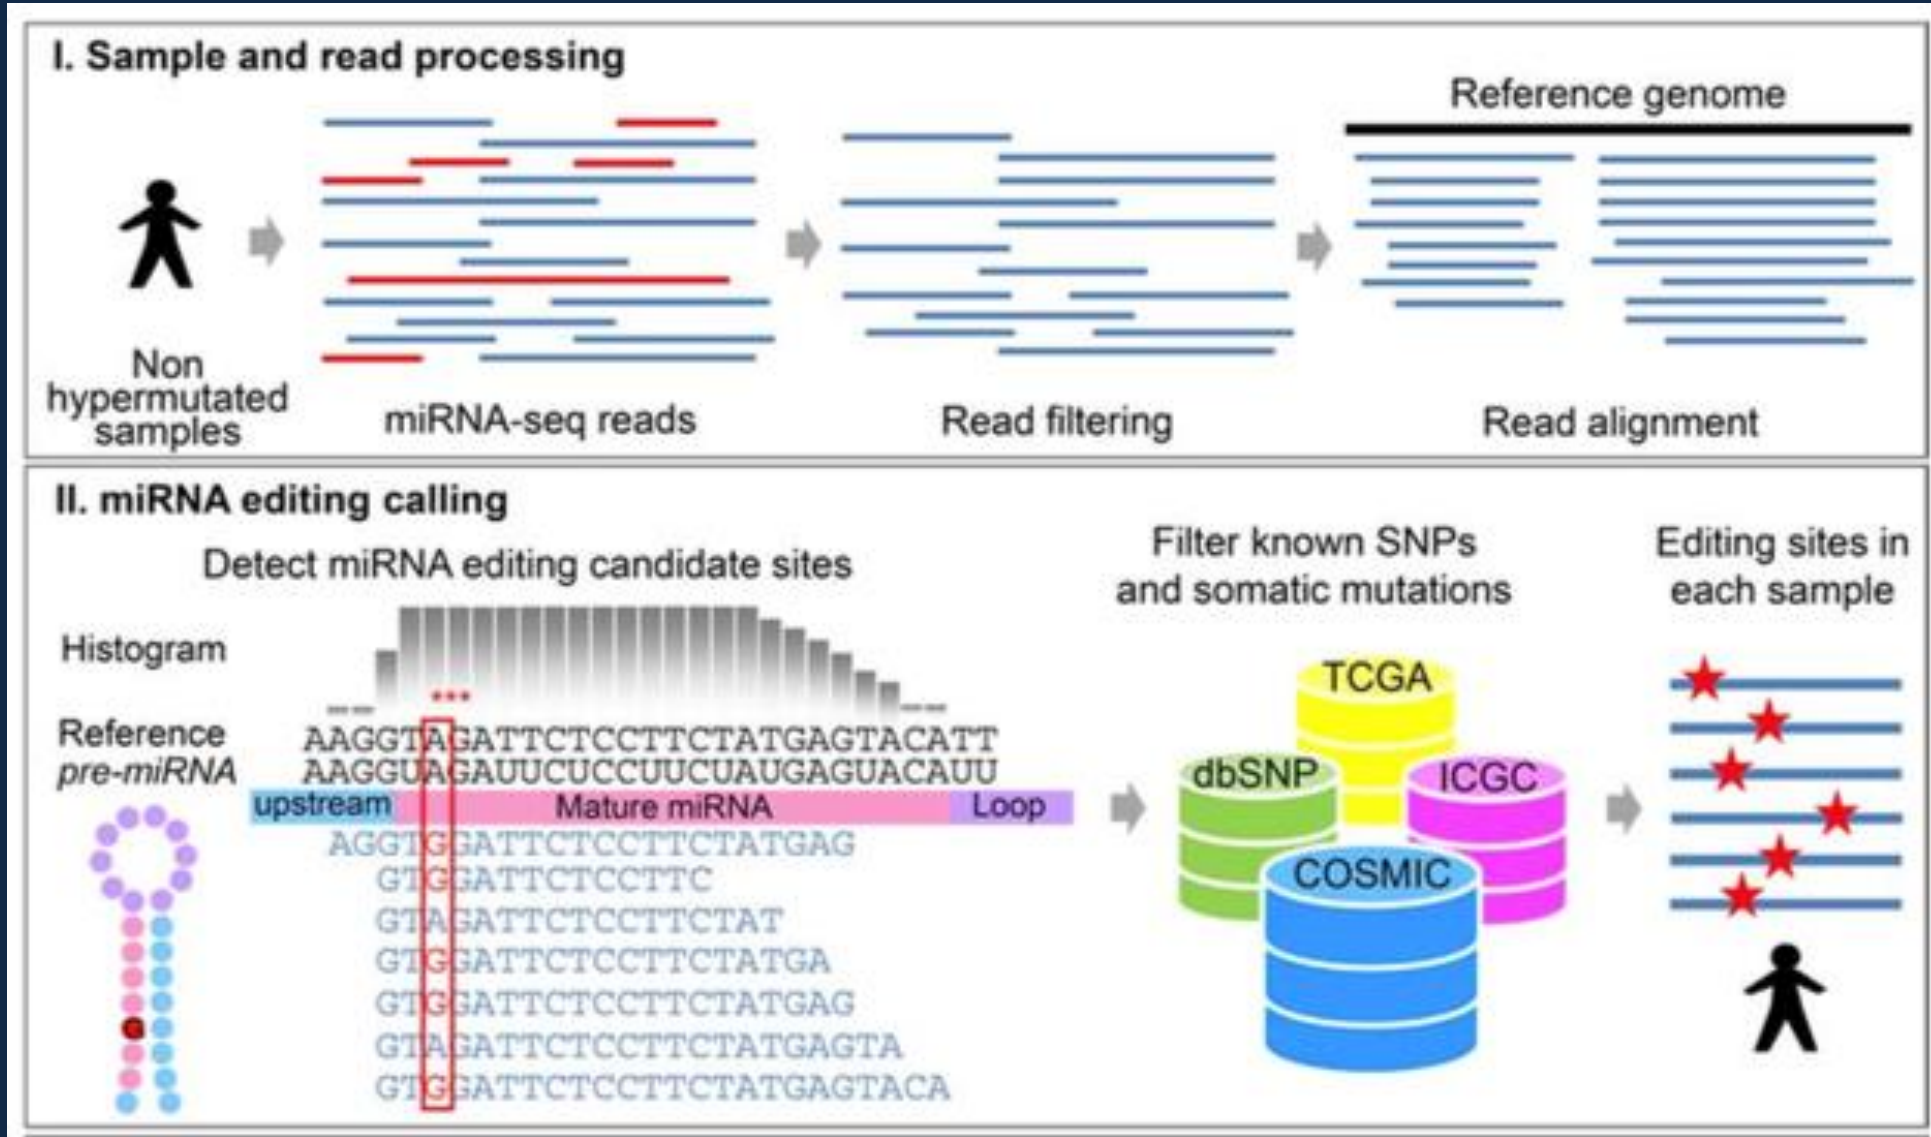 I. Sample and read processing
Reference genome
Non
hypermutated
samples
miRNA-seq reads
Read filtering
Read alignment
II. miRNA editing calling
Detect miRNA editing candidate sites
Histogram
***
Reference
AAGGTAGATTCTCCTTCTATGAGTACATT
pre-miRNA
AAGGUAGAUUCUCCUUCUAUGAGUACAUU
upstream
Mature miRNA
Loop
AGGTGGATTCTCCTTCTATGAG
GTGGATTCTCCTTC
GTAGATTCTCCTTCTAT
GTGGATTCTCCTTCTATGA
GTGGATTCTCCTTCTATGAG
GTAGATTCTCCTTCTATGAGTA
GTGGATTCTCCTTCTATGAGTACA
G
Filter known SNPs
and somatic mutations
TCGA
dbSNP
ICGC
COSMIC
Editing sites in
each sample